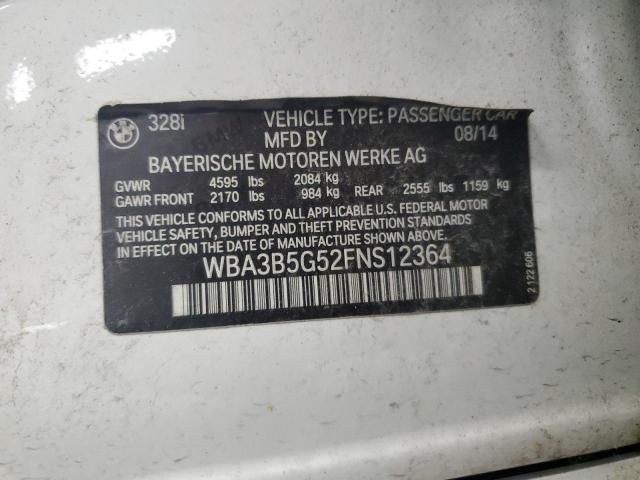 BMW 328i VEHICLE TYPE: PASSENGER CAR
MFD BY 08/14
BAYERISCHE MOTOREN WERKE AG
GVWR 4595 lbs 2084 kg
GAWR FRONT 2170 lbs 984 kg REAR 2555 lbs 1159 kg
THIS VEHICLE CONFORMS TO ALL APPLICABLE U.S. FEDERAL MOTOR
VEHICLE SAFETY, BUMPER AND THEFT PREVENTION STANDARDS
IN EFFECT ON THE DATE OF MANUFACTURE SHOWN ABOVE.
WBA3B5G52FNS12364
2 122 606